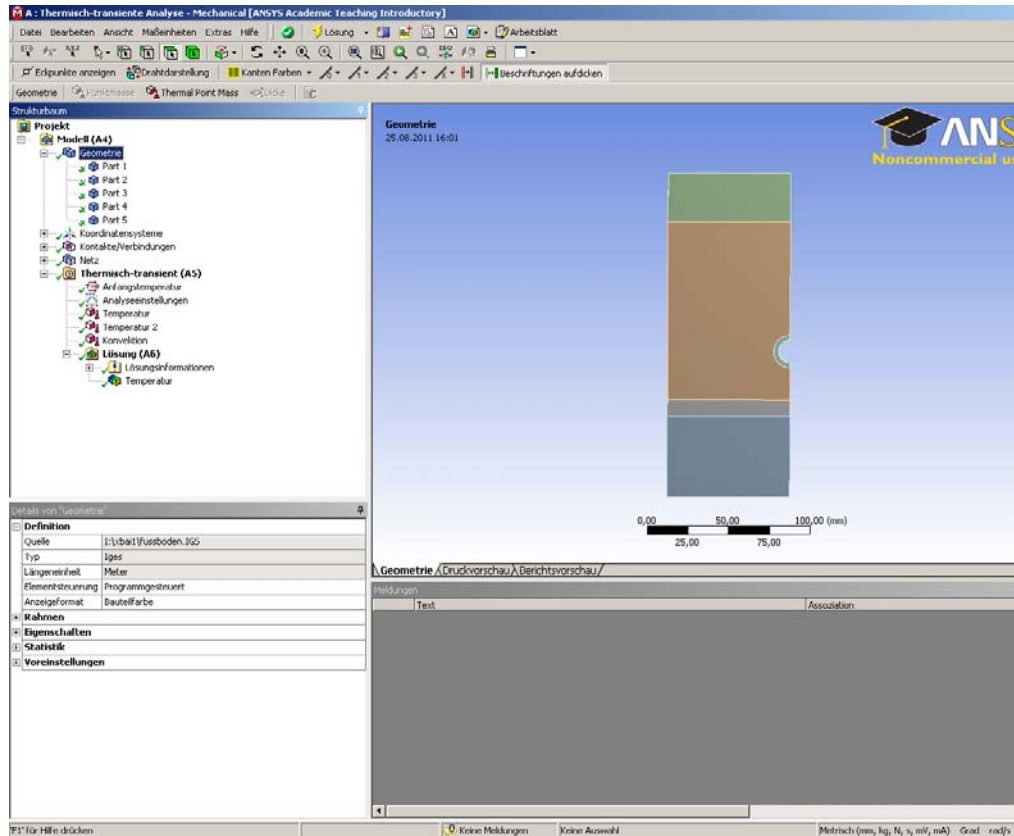 A : Thermisch-transiente Analyse - Mechanical [ANSYS Academic Teaching Introductory]
Datei Bearbeiten Ansicht Maßenheiten Extras Hilfe Lösung Arbeitsblatt
Eckpunkte anzeigen Drahtdarstellung Kanten Farben Beschriftungen aufdicken
Geometrie Punktmasse Thermal Point Mass Dicke
Strukturbaum
Projekt
Modell (A4)
Geometrie
Part 1
Part 2
Part 3
Part 4
Part 5
Koordinatensysteme
Kontakte/Verbindungen
Netz
Thermisch-transient (A5)
Anfangstemperatur
Analyseeinstellungen
Temperatur
Temperatur 2
Konvektion
Lösung (A6)
Lösungsinformationen
Temperatur
Geometrie
25.08.2011 16:01
ANS
Noncommercial us
0,00 50,00 100,00 (mm)
25,00 75,00
Geometrie Druckvorschau Berichtsvorschau
Details von "Geometrie"
Definition
Quelle I:\xbai1\fussboden.IGS
Typ Iges
Längeneinheit Meter
Elementsteuerung Programmgesteuert
Anzeigeformat Bauteilfarbe
Rahmen
Eigenschaften
Statistik
Voreinstellungen
Meldungen
Text Assoziation
'F1' für Hilfe drücken 0 Keine Meldungen Keine Auswahl Metrisch (mm, kg, N, s, mV, mA) Grad rad/s